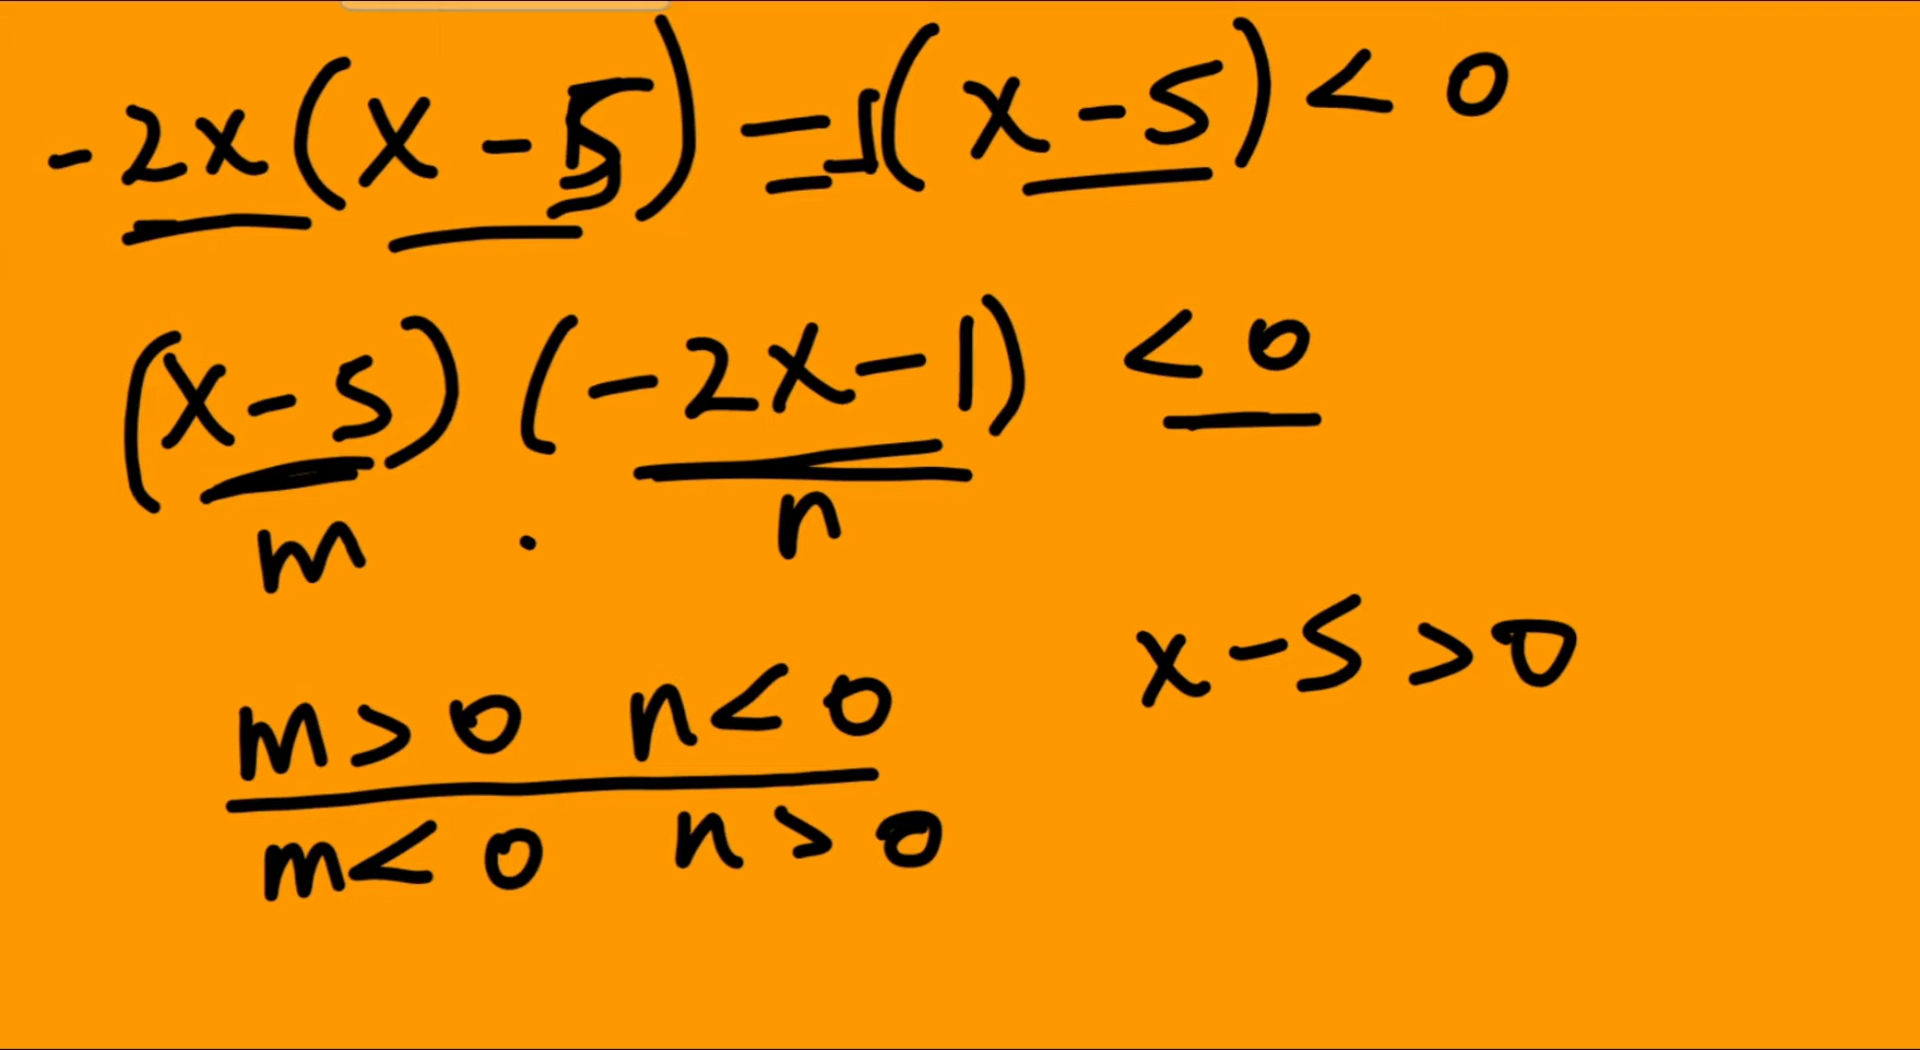 -2x(x-5) -1(x-5) < 0
(x-5) (-2x-1) < 0
m . n
x-5>0
m>0 n<0
m<0 n>0